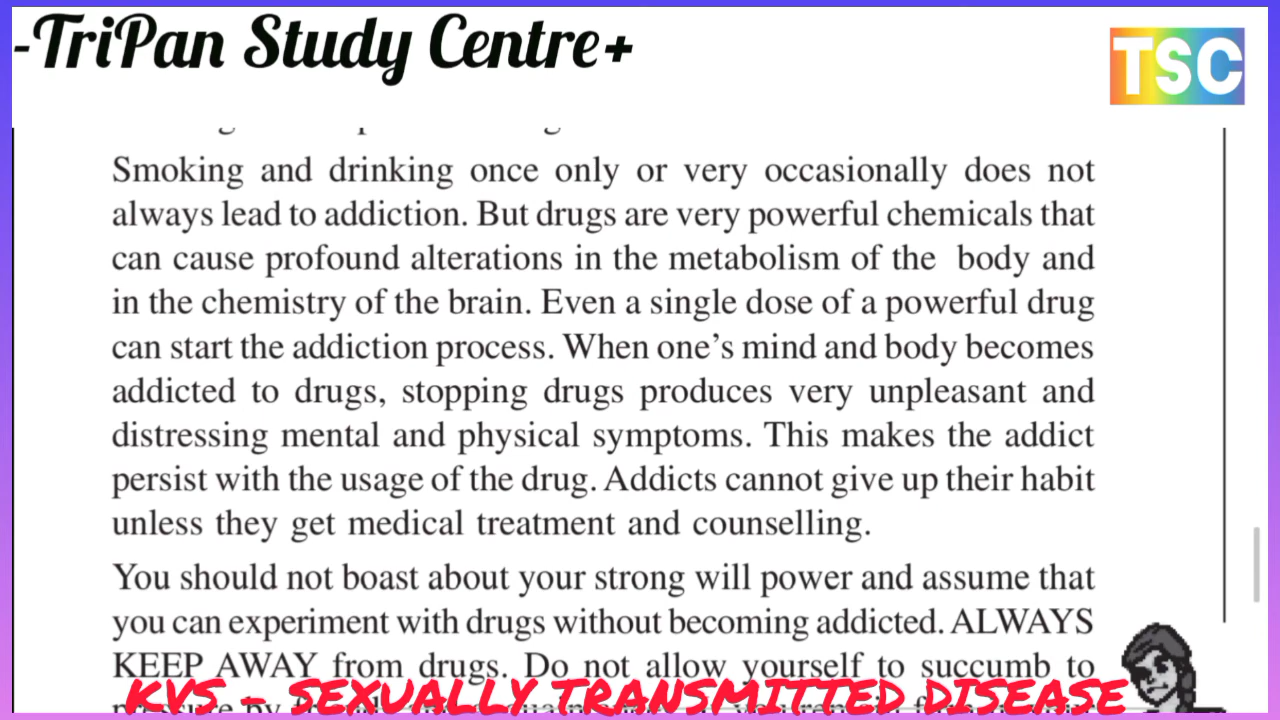 -TriPan Study Centre+
TSC
Smoking and drinking once only or very occasionally does not
always lead to addiction. But drugs are very powerful chemicals that
can cause profound alterations in the metabolism of the body and
in the chemistry of the brain. Even a single dose of a powerful drug
can start the addiction process. When one's mind and body becomes
addicted to drugs, stopping drugs produces very unpleasant and
distressing mental and physical symptoms. This makes the addict
persist with the usage of the drug. Addicts cannot give up their habit
unless they get medical treatment and counselling.
You should not boast about your strong will power and assume that
you can experiment with drugs without becoming addicted. ALWAYS
KEEP AWAY from drugs. Do not allow yourself to succumb to
KVS - SEXUALLY TRANSMITTED DISEASE